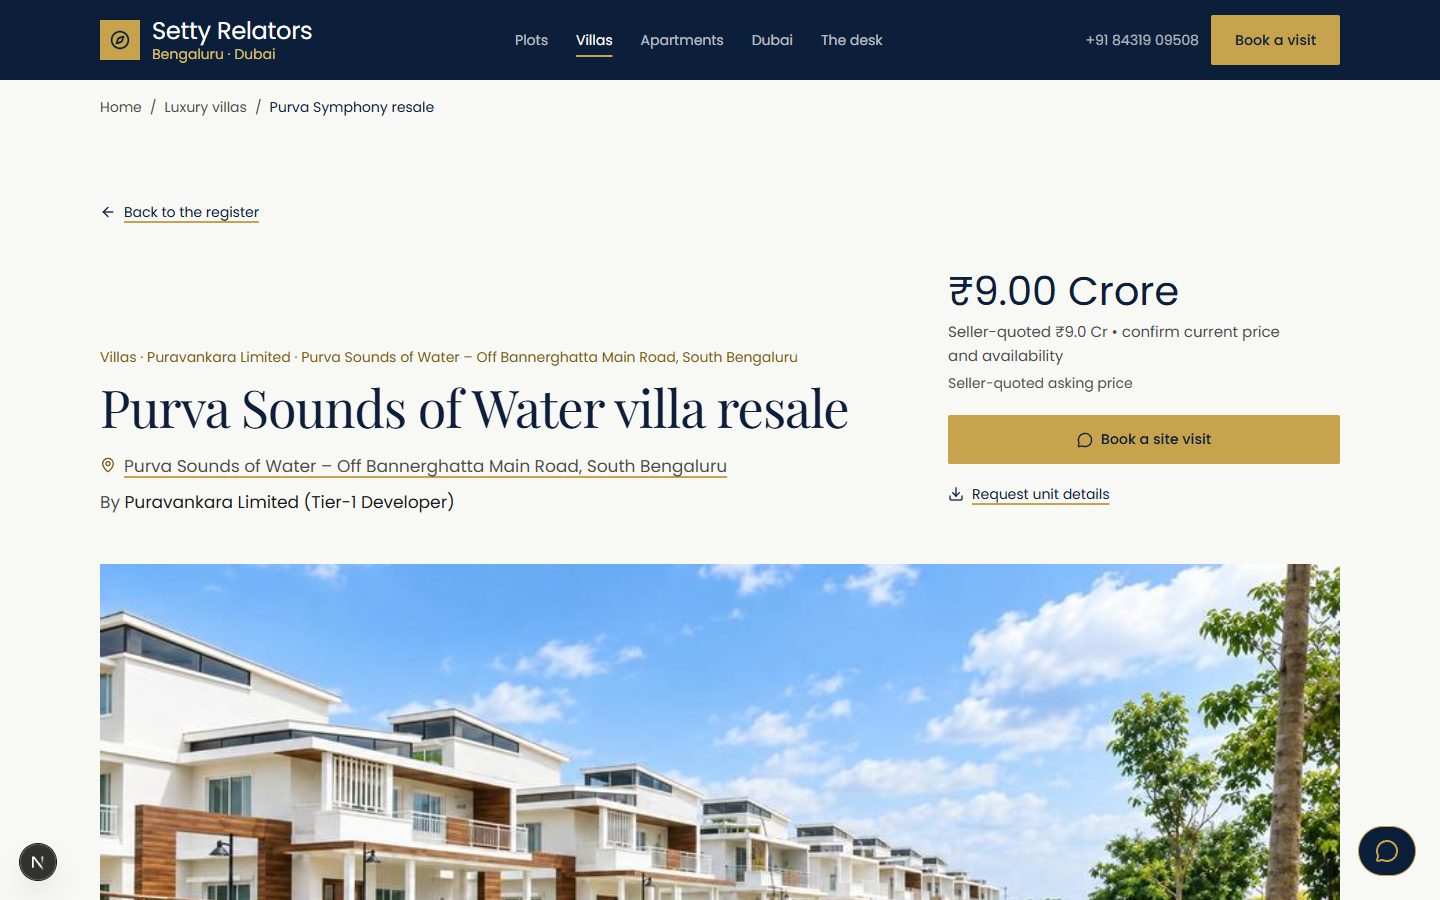 Setty Relators
Bengaluru · Dubai
Plots
Villas
Apartments
Dubai
The desk
+91 84319 09508
Book a visit
Home / Luxury villas / Purva Symphony resale
Back to the register
Villas · Puravankara Limited · Purva Sounds of Water – Off Bannerghatta Main Road, South Bengaluru
Purva Sounds of Water villa resale
Purva Sounds of Water – Off Bannerghatta Main Road, South Bengaluru
By Puravankara Limited (Tier-1 Developer)
₹9.00 Crore
Seller-quoted ₹9.0 Cr • confirm current price
and availability
Seller-quoted asking price
Book a site visit
Request unit details
N